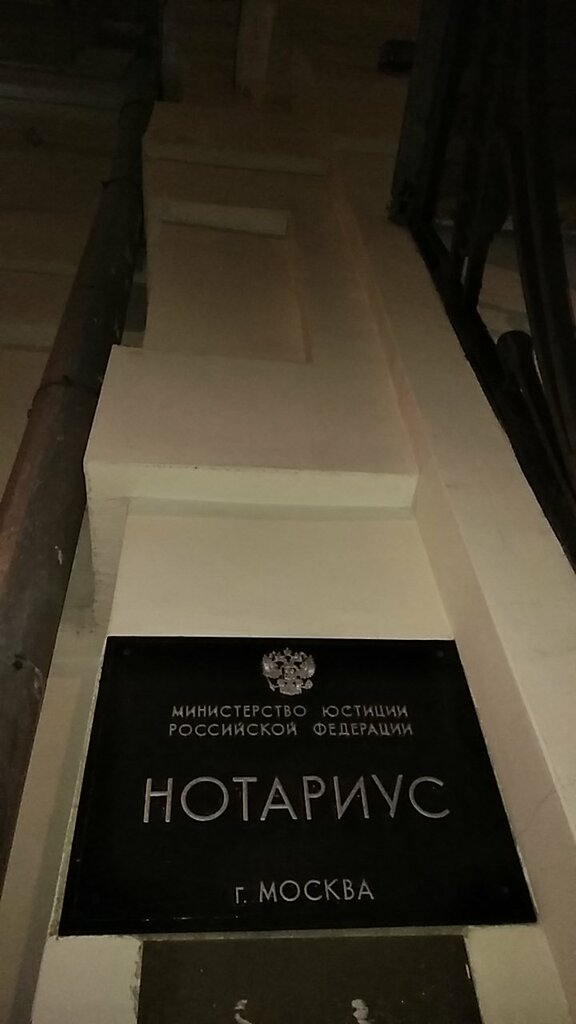 МИНИСТЕРСТВО ЮСТИЦИИ
РОССИЙСКОЙ ФЕДЕРАЦИИ
НОТАРИУС
г. МОСКВА